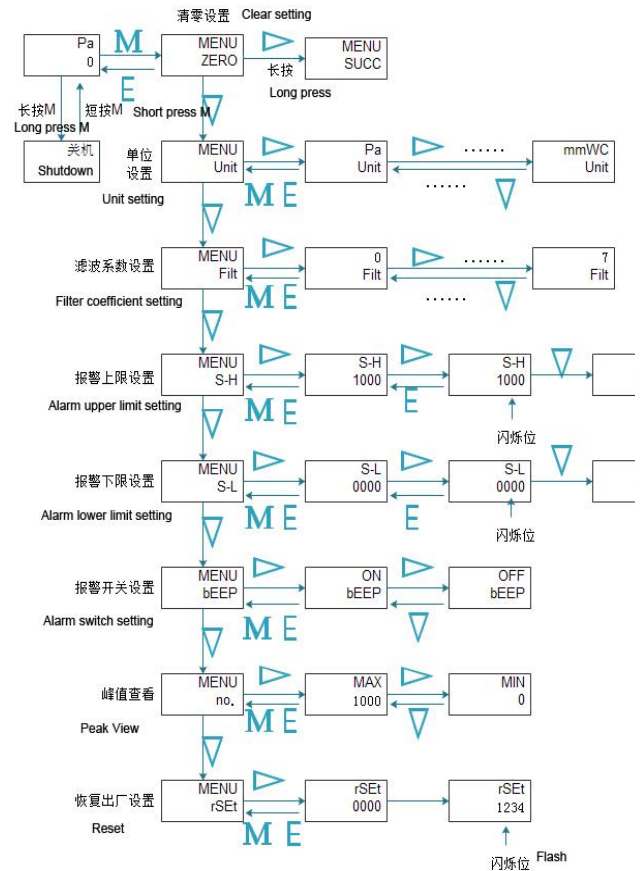 清零设置 Clear setting
Pa
0
M
E
MENU
ZERO
长按
Long press
MENU
SUCC
长按M
Long press M
短按M
Short press M
关机
Shutdown
单位
设置
Unit setting
MENU
Unit
M E
Pa
Unit
......
......
mmWC
Unit
滤波系数设置
Filter coefficient setting
MENU
Filt
M E
0
Filt
......
......
7
Filt
报警上限设置
Alarm upper limit setting
MENU
S-H
M E
S-H
1000
E
S-H
1000
闪烁位
报警下限设置
Alarm lower limit setting
MENU
S-L
M E
S-L
0000
E
S-L
0000
闪烁位
报警开关设置
Alarm switch setting
MENU
bEEP
M E
ON
bEEP
OFF
bEEP
峰值查看
Peak View
MENU
no.
M E
MAX
1000
MIN
0
恢复出厂设置
Reset
MENU
rSEt
M E
rSEt
0000
rSEt
1234
闪烁位 Flash